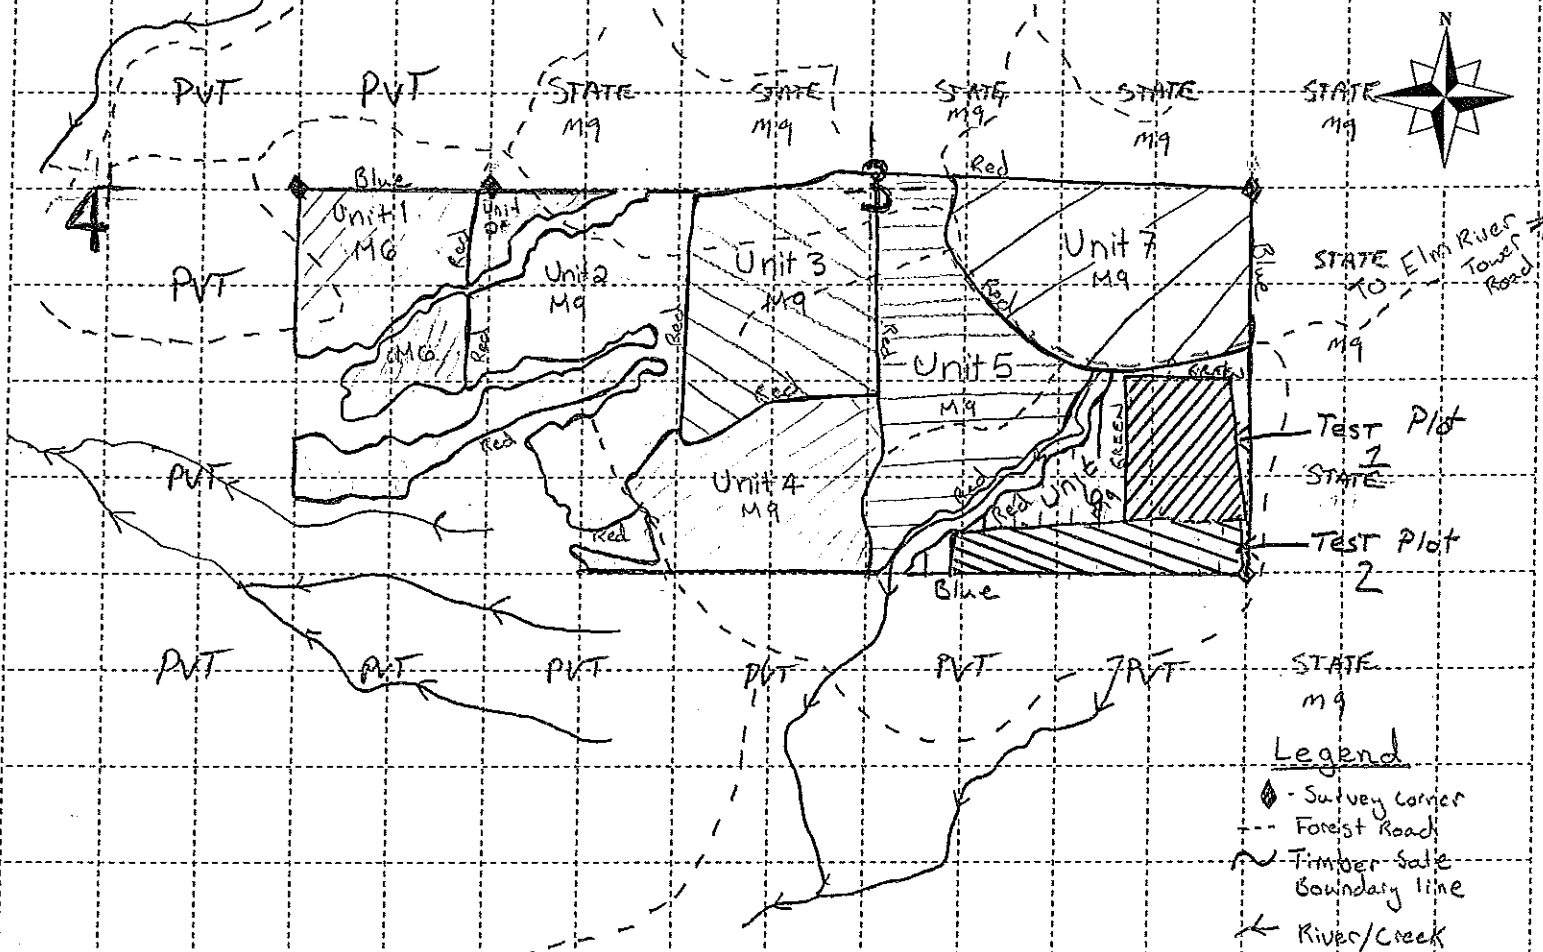 N
PVT
PVT
STATE
M9
STATE
M9
STATE
M9
STATE
M9
STATE
M9
4
3
Blue
Red
Unit 1
M6
Red
Unit
Unit 2
M9
Unit 3
M9
Unit 7
M9
Blue
STATE
TO Elm River
Tower
Road
M9
PVT
Red
M6
Red
Red
Red
Unit 5
M9
GREEN
Red
GREEN
Test Plot
1
STATE
PVT
Red
Unit 4
M9
Red
Red
Unit
Red
Test Plot
2
Blue
PVT
PVT
PVT
PVT
PVT
PVT
STATE
M9
Legend
- Survey corner
--- Forest Road
Timber Sale
Boundary line
River/Creek